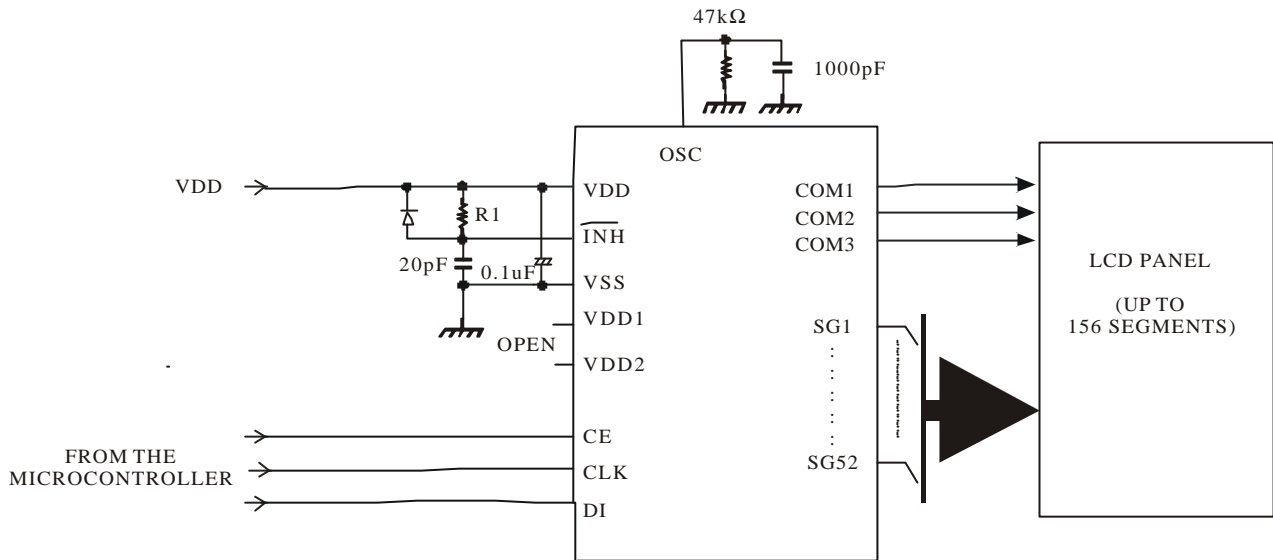 47kΩ
1000pF
OSC
VDD
VDD
COM1
R1
COM2
INH
COM3
20pF
0.1uF
VSS
LCD PANEL
(UP TO
156 SEGMENTS)
VDD1
SG1
OPEN
VDD2
CE
FROM THE
MICROCONTROLLER
CLK
SG52
DI